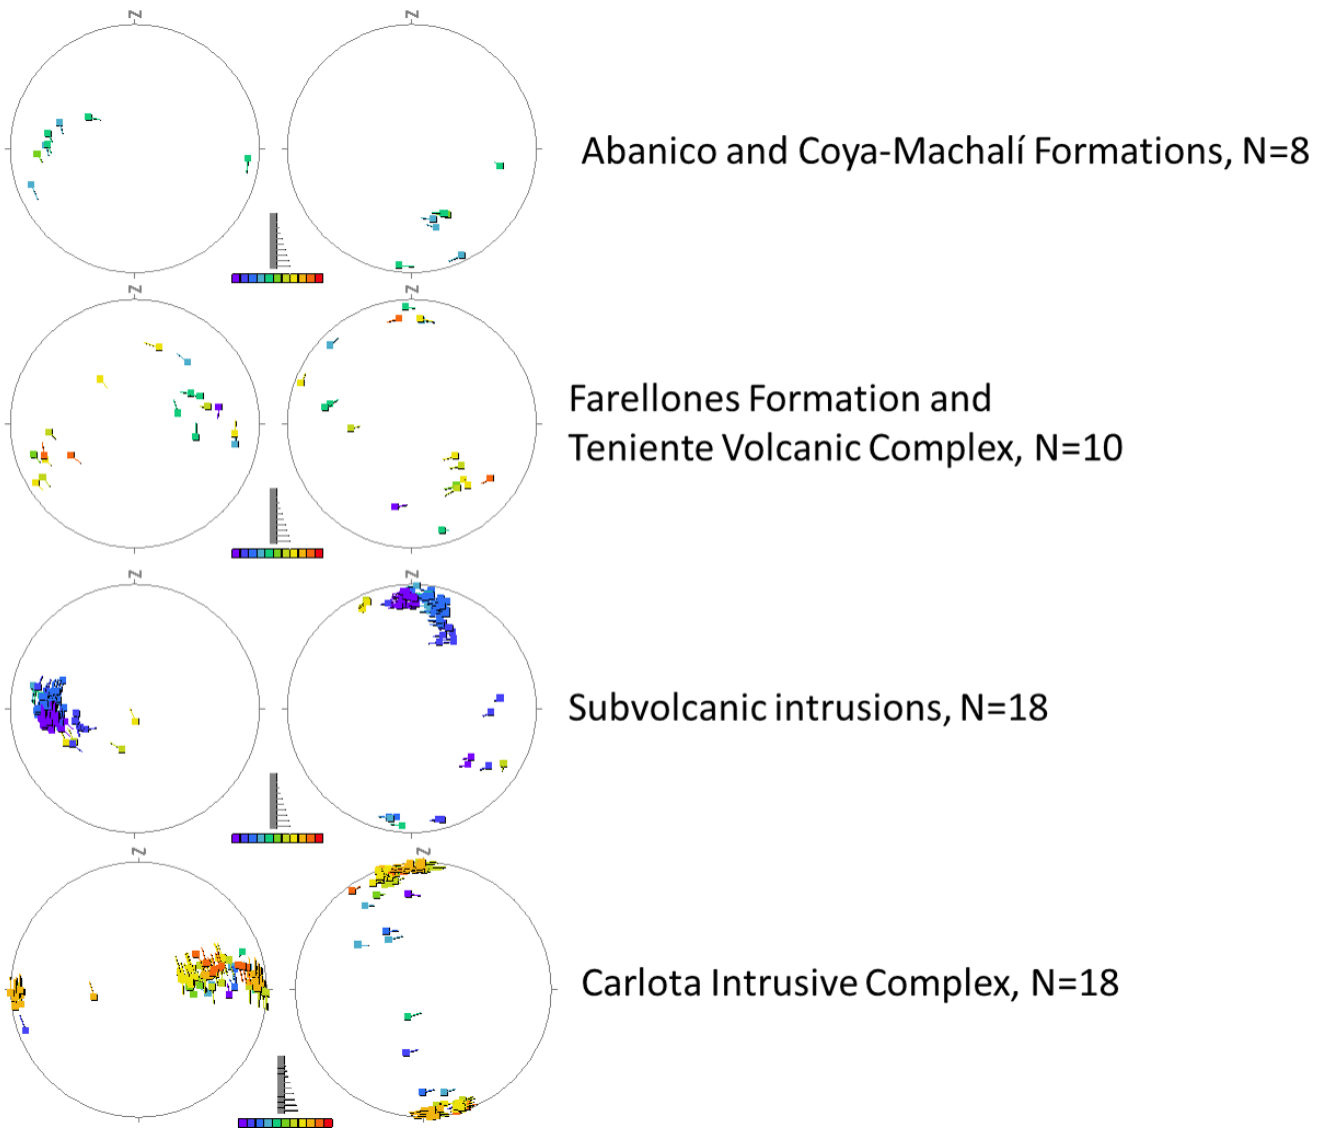 N N
Abanico and Coya-Machalí Formations, N=8
N N
Farellones Formation and
Teniente Volcanic Complex, N=10
N N
Subvolcanic intrusions, N=18
N N
Carlota Intrusive Complex, N=18